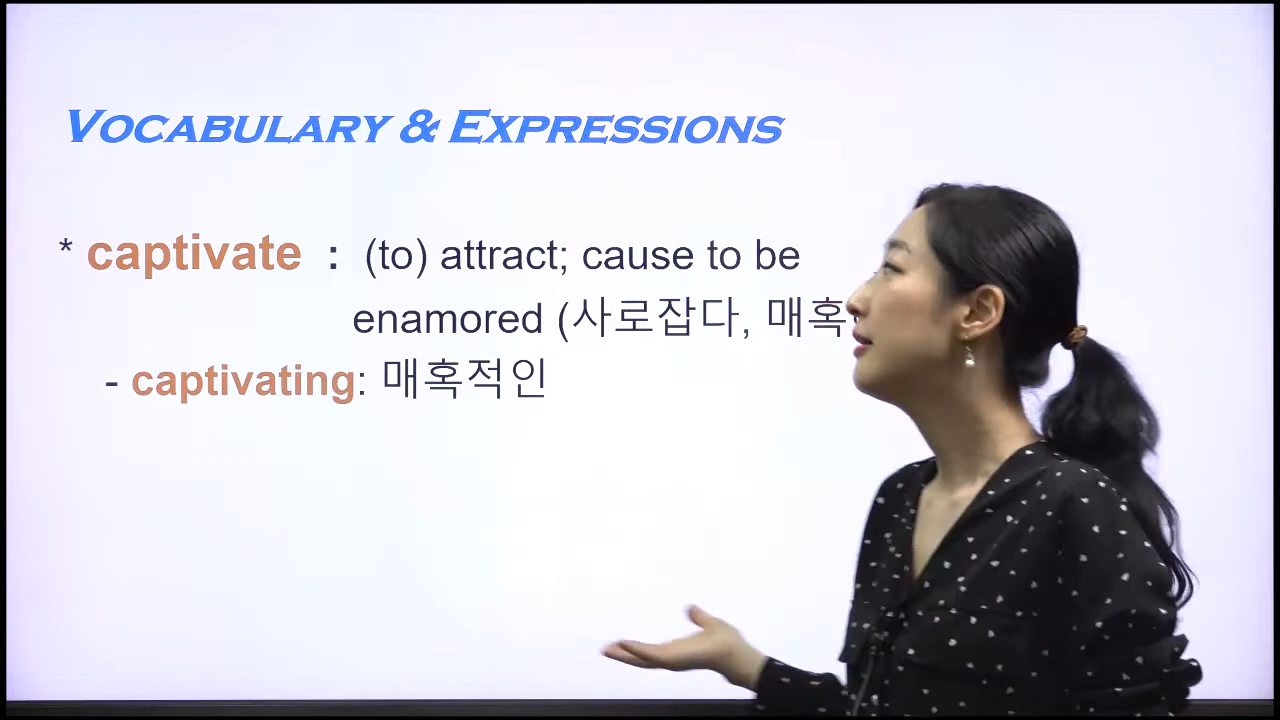 VOCABULARY & EXPRESSIONS
* captivate : (to) attract; cause to be
enamored (사로잡다, 매혹
- captivating: 매혹적인